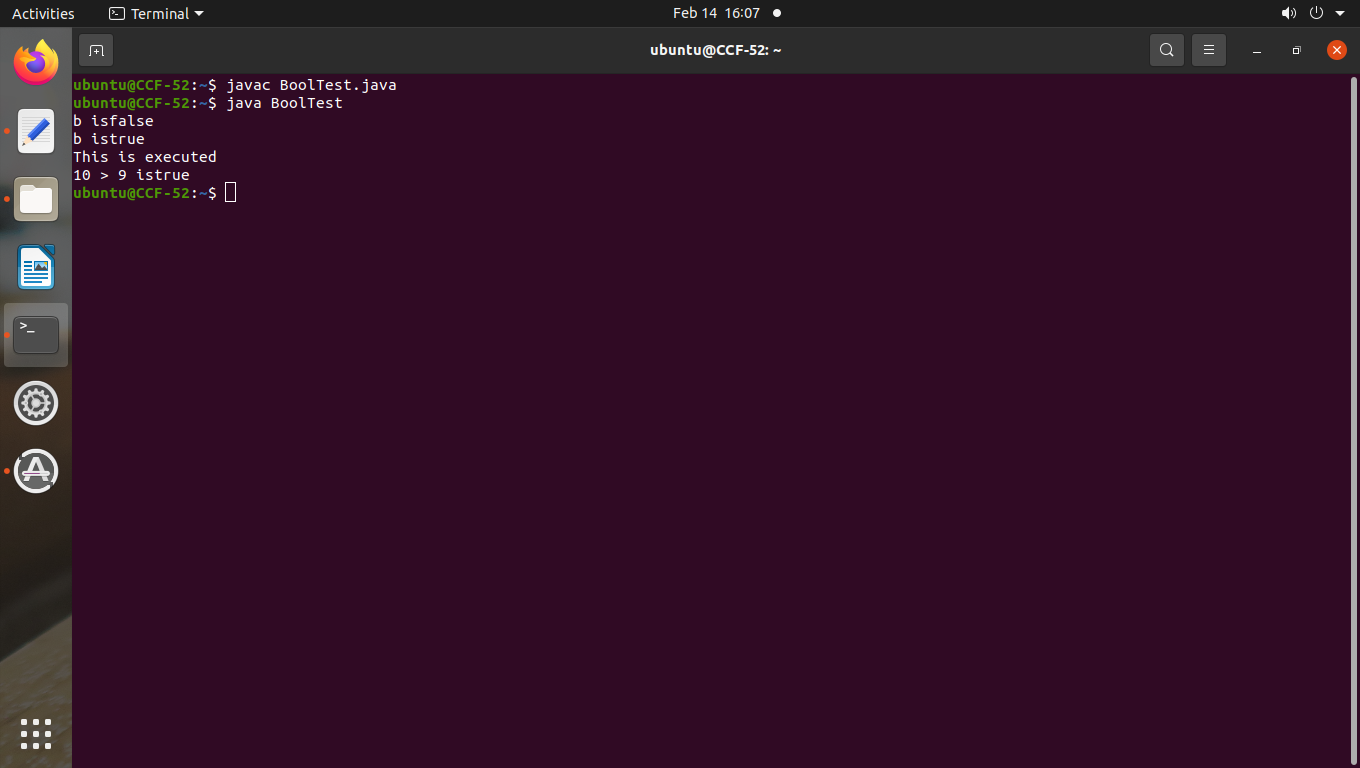 Activities Terminal Feb 14 16:07
ubuntu@CCF-52: ~
ubuntu@CCF-52:~$ javac BoolTest.java
ubuntu@CCF-52:~$ java BoolTest
b isfalse
b istrue
This is executed
10 > 9 istrue
ubuntu@CCF-52:~$
>_